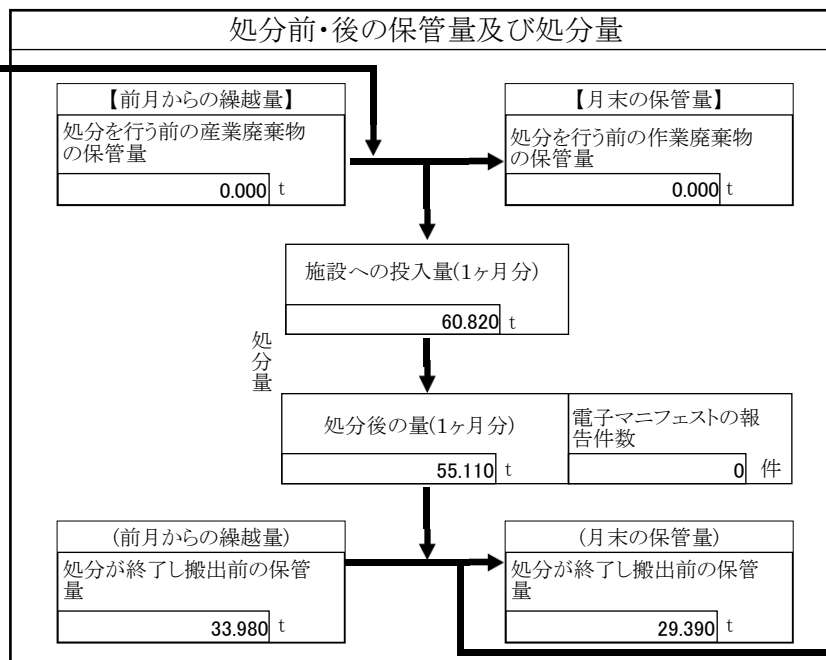 処分前・後の保管量及び処分量
【前月からの繰越量】
処分を行う前の産業廃棄物
の保管量
0.000 t
【月末の保管量】
処分を行う前の作業廃棄物
の保管量
0.000 t
施設への投入量(1ヶ月分)
60.820 t
処分量
処分後の量(1ヶ月分)
55.110 t
電子マニフェストの報
告件数
0 件
(前月からの繰越量)
処分が終了し搬出前の保管
量
33.980 t
(月末の保管量)
処分が終了し搬出前の保管
量
29.390 t